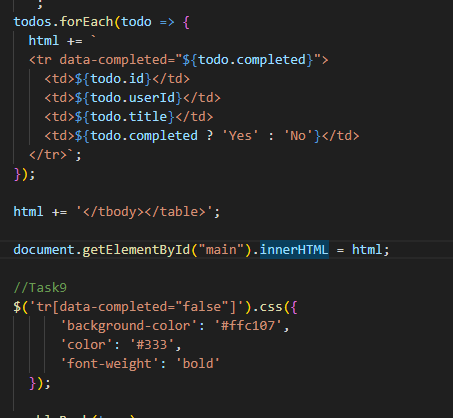 ;
todos.forEach(todo => {
html += `
<tr data-completed="${todo.completed}">
<td>${todo.id}</td>
<td>${todo.userId}</td>
<td>${todo.title}</td>
<td>${todo.completed ? 'Yes' : 'No'}</td>
</tr>`;
});
html += '</tbody></table>';
document.getElementById("main").innerHTML = html;
//Task9
$('tr[data-completed="false"]').css({
'background-color': '#ffc107',
'color': '#333',
'font-weight': 'bold'
});